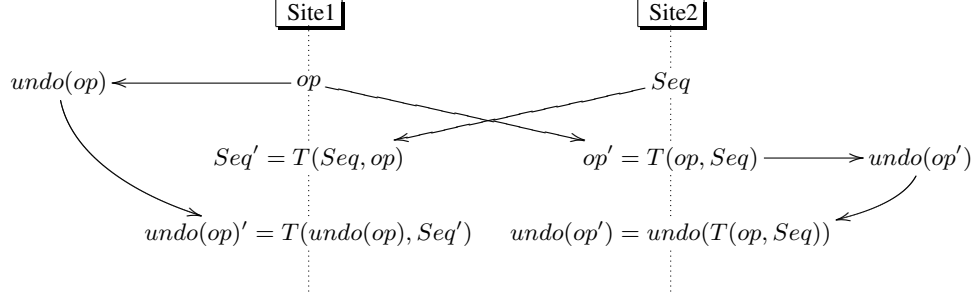 Site1 Site2
undo(op) op Seq
Seq′ = T(Seq, op) op′ = T(op, Seq) undo(op′)
undo(op)′ = T(undo(op), Seq′) undo(op′) = undo(T(op, Seq))